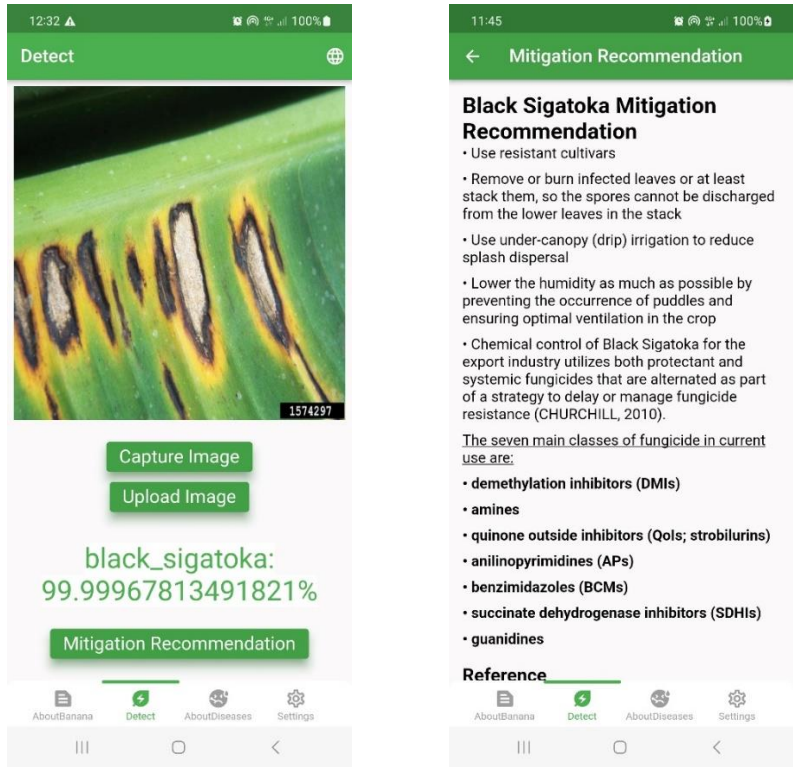 12:32
100%
Detect
1574297
Capture Image
Upload Image
black_sigatoka:
99.99967813491821%
Mitigation Recommendation
AboutBanana
Detect
AboutDiseases
Settings
11:45
100%
Mitigation Recommendation
Black Sigatoka Mitigation
Recommendation
• Use resistant cultivars
• Remove or burn infected leaves or at least
stack them, so the spores cannot be discharged
from the lower leaves in the stack
• Use under-canopy (drip) irrigation to reduce
splash dispersal
• Lower the humidity as much as possible by
preventing the occurrence of puddles and
ensuring optimal ventilation in the crop
• Chemical control of Black Sigatoka for the
export industry utilizes both protectant and
systemic fungicides that are alternated as part
of a strategy to delay or manage fungicide
resistance (CHURCHILL, 2010).
The seven main classes of fungicide in current
use are:
• demethylation inhibitors (DMIs)
• amines
• quinone outside inhibitors (QoIs; strobilurins)
• anilinopyrimidines (APs)
• benzimidazoles (BCMs)
• succinate dehydrogenase inhibitors (SDHIs)
• guanidines
Reference
AboutBanana
Detect
AboutDiseases
Settings